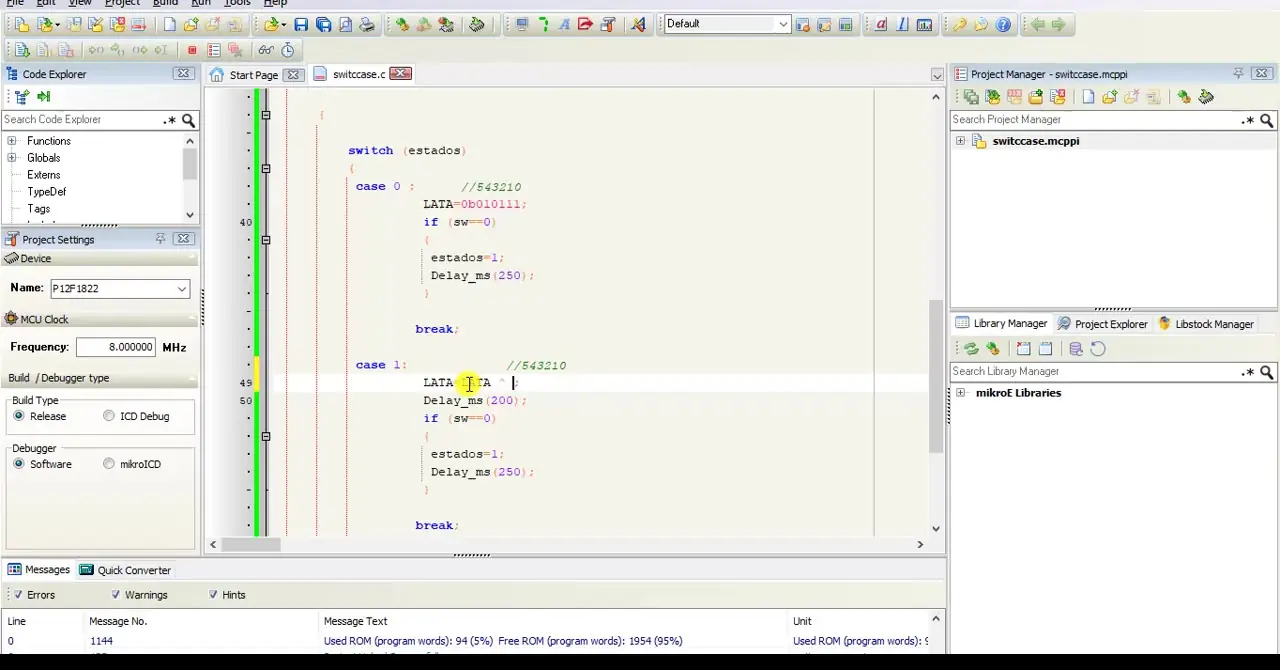 File Edit View Project Build Run Tools Help
Default
Code Explorer
Start Page
switccase.c
Project Manager - switccase.mcppi
Search Code Explorer
Search Project Manager
Functions
Globals
Externs
TypeDef
Tags
switccase.mcppi
{
switch (estados)
{
case 0 : //543210
LATA=0b010111;
40 if (sw==0)
{
estados=1;
Delay_ms(250);
}
break;
case 1: //543210
49 LATA=LATA ^ ;
50 Delay_ms(200);
if (sw==0)
{
estados=1;
Delay_ms(250);
}
break;
Project Settings
Device
Name: P12F1822
MCU Clock
Frequency: 8.000000 MHz
Build / Debugger type
Build Type
Release ICD Debug
Debugger
Software mikroICD
Library Manager Project Explorer Libstock Manager
Search Library Manager
mikroE Libraries
Messages Quick Converter
Errors Warnings Hints
Line Message No. Message Text Unit
0 1144 Used ROM (program words): 94 (5%) Free ROM (program words): 1954 (95%) Used ROM (program words): 9